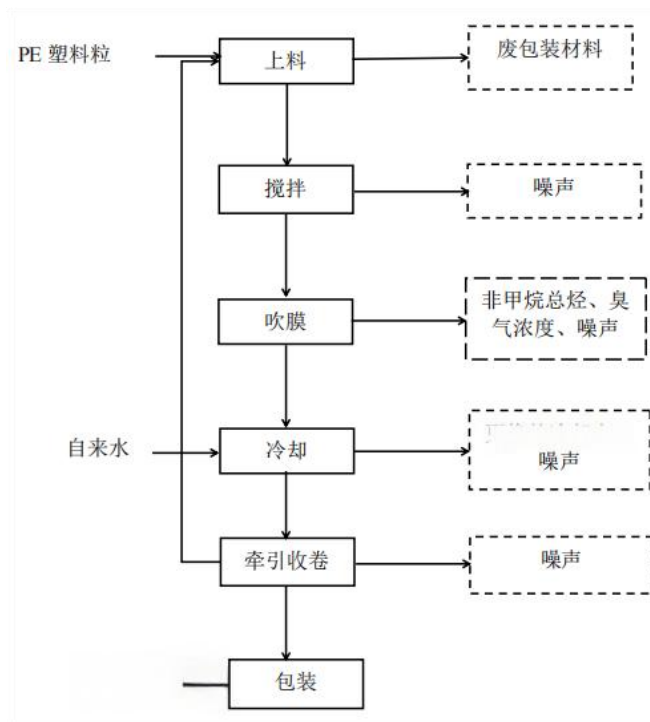 PE 塑料粒
上料
废包装材料
搅拌
噪声
吹膜
非甲烷总烃、臭
气浓度、噪声
自来水
冷却
噪声
牵引收卷
噪声
包装